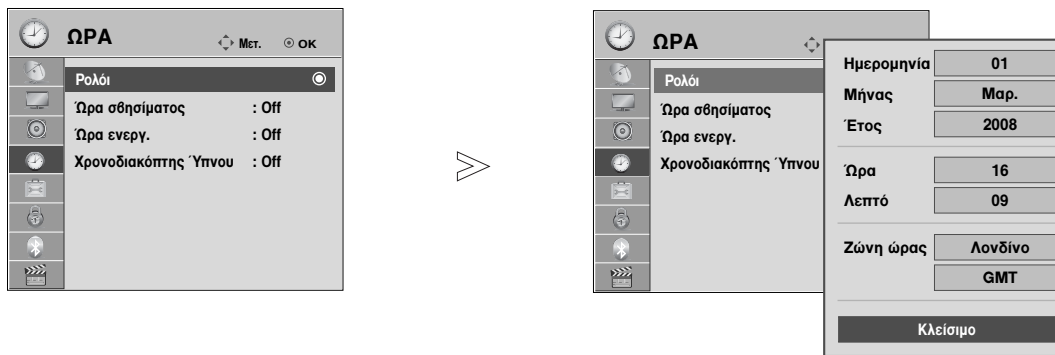 ΩΡΑ
Μετ. OK
Ρολόι
Ώρα σβησίματος : Off
Ώρα ενεργ. : Off
Χρονοδιακόπτης Ύπνου : Off
ΩΡΑ
Ρολόι
Ώρα σβησίματος
Ώρα ενεργ.
Χρονοδιακόπτης Ύπνου
Ημερομηνία 01
Μήνας Μαρ.
Έτος 2008
Ώρα 16
Λεπτό 09
Ζώνη ώρας Λονδίνο
GMT
Κλείσιμο